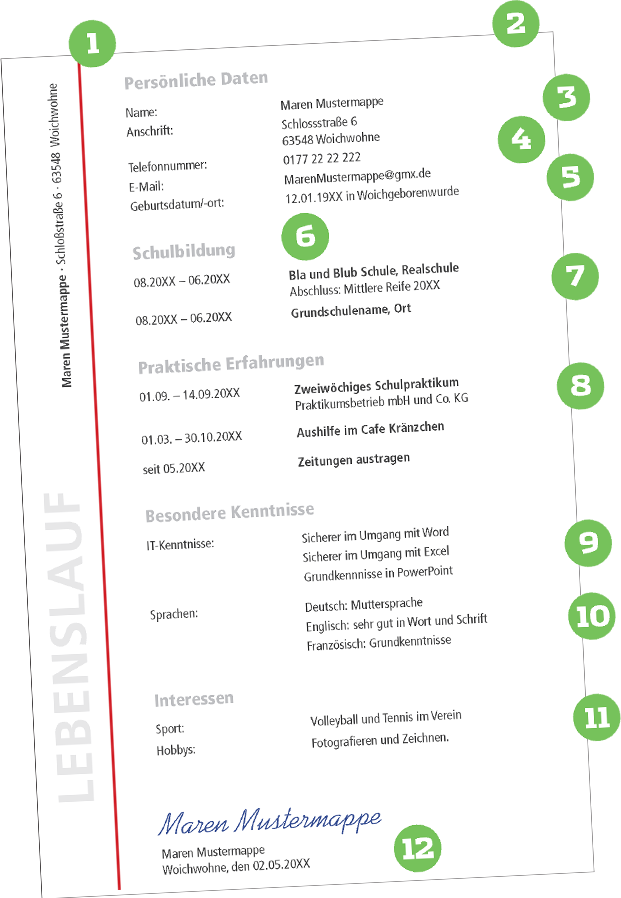 1
2
Persönliche Daten
Name: Maren Mustermappe
3
Anschrift: Schlossstraße 6
63548 Woichwohne
4
Telefonnummer: 0177 22 22 222
E-Mail: MarenMustermappe@gmx.de
5
Geburtsdatum/-ort: 12.01.19XX in Woichgeborenwurde
6
Schulbildung
08.20XX – 06.20XX Bla und Blub Schule, Realschule
Abschluss: Mittlere Reife 20XX
7
08.20XX – 06.20XX Grundschulename, Ort
Praktische Erfahrungen
01.09. – 14.09.20XX Zweiwöchiges Schulpraktikum
Praktikumsbetrieb mbH und Co. KG
8
01.03. – 30.10.20XX Aushilfe im Cafe Kränzchen
seit 05.20XX Zeitungen austragen
Besondere Kenntnisse
IT-Kenntnisse: Sicherer im Umgang mit Word
Sicherer im Umgang mit Excel
9
Grundkennnisse in PowerPoint
Sprachen: Deutsch: Muttersprache
Englisch: sehr gut in Wort und Schrift
10
Französisch: Grundkenntnisse
Interessen
Sport: Volleyball und Tennis im Verein
11
Hobbys: Fotografieren und Zeichnen.
Maren Mustermappe
Maren Mustermappe
Woichwohne, den 02.05.20XX
12
Maren Mustermappe · Schloßstraße 6 · 63548 Woichwohne
LEBENSLAUF